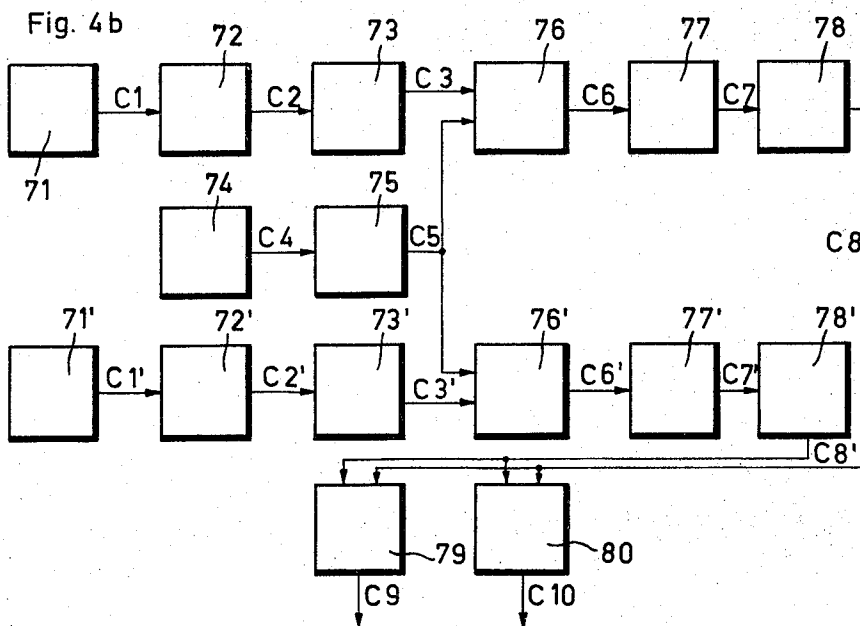 Fig. 4b
72 73 76 77 78
C1 C2 C3 C6 C7
71
74 75
C4 C5
C8
71' 72' 73' 76' 77' 78'
C1' C2' C3' C6' C7'
C8'
79 80
C9 C10